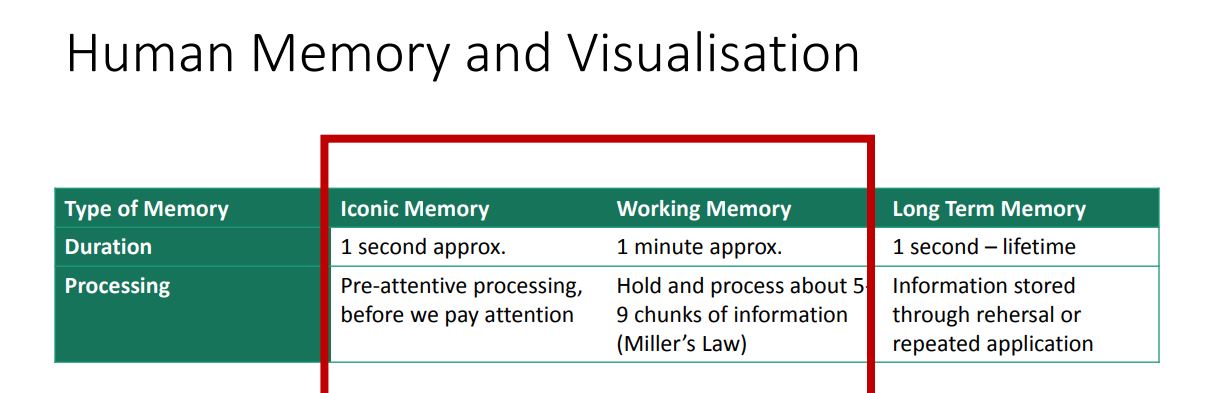 Human Memory and Visualisation
Type of Memory Iconic Memory Working Memory Long Term Memory
Duration 1 second approx. 1 minute approx. 1 second – lifetime
Processing Pre-attentive processing, Hold and process about 5- Information stored
before we pay attention 9 chunks of information through rehersal or
(Miller's Law) repeated application